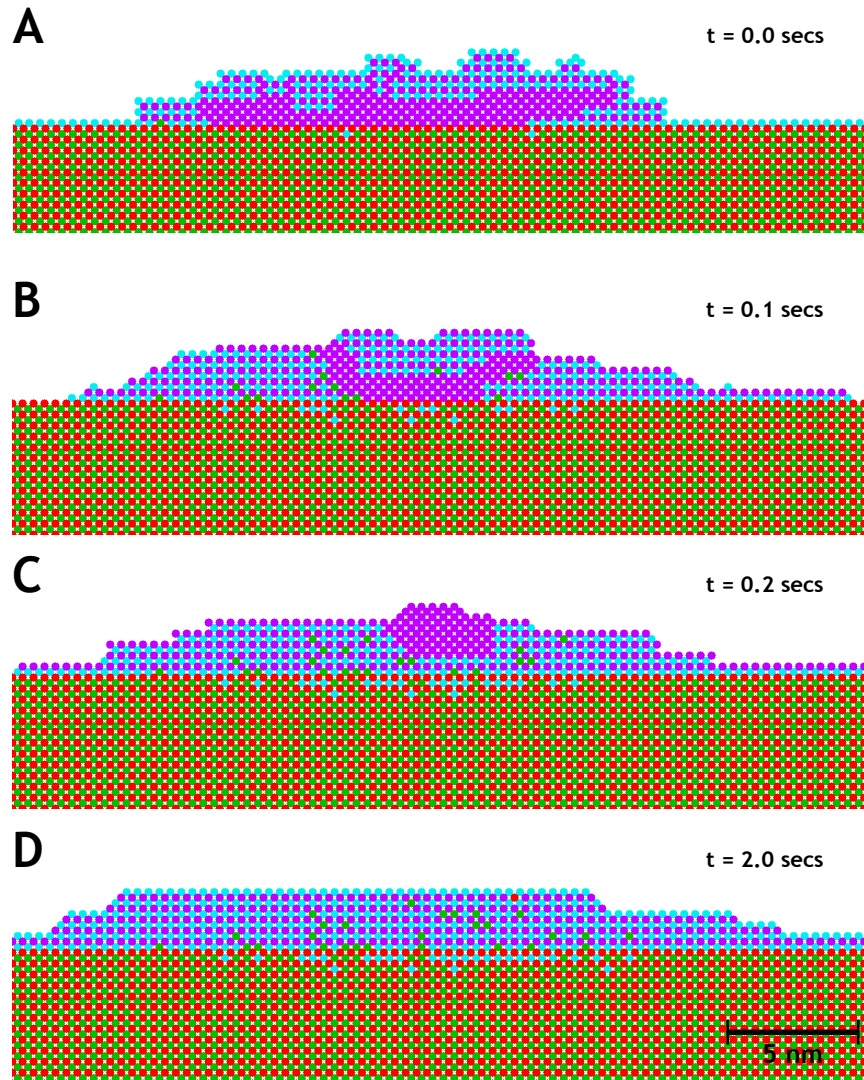 A
t = 0.0 secs
B
t = 0.1 secs
C
t = 0.2 secs
D
t = 2.0 secs
5 nm